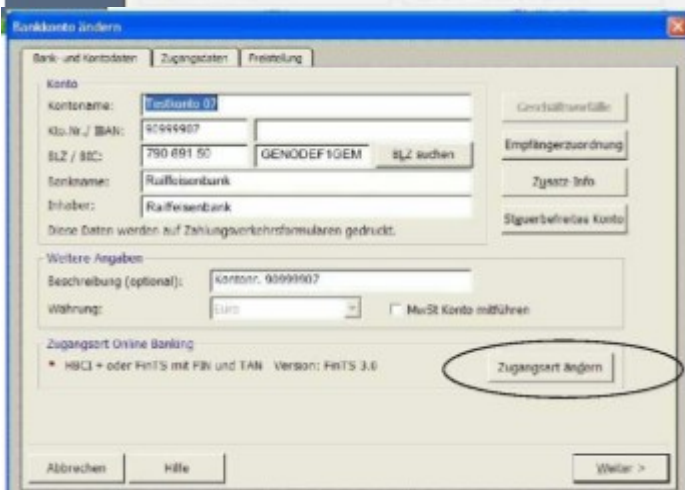 Bankkonto ändern
Bank- und Kontodaten Zugangsdaten Freistellung
Konto
Kontoname: Testkonto 07
Kto.Nr./ IBAN: 90999907
BLZ / BIC: 790 691 50 GENODEF1GEM BLZ suchen
Bankname: Raiffeisenbank
Inhaber: Raiffeisenbank
Diese Daten werden auf Zahlungsverkehrsformularen gedruckt.
Geschäftsvorfälle
Empfängerzuordnung
Zusatz-Info
Steuerbefreites Konto
Weitere Angaben
Beschreibung (optional): Kontonr. 90999907
Währung: Euro MwSt Konto mitführen
Zugangsart Online Banking
HBCI + oder FinTS mit PIN und TAN Version: FinTS 3.0 Zugangsart ändern
Abbrechen Hilfe Weiter >